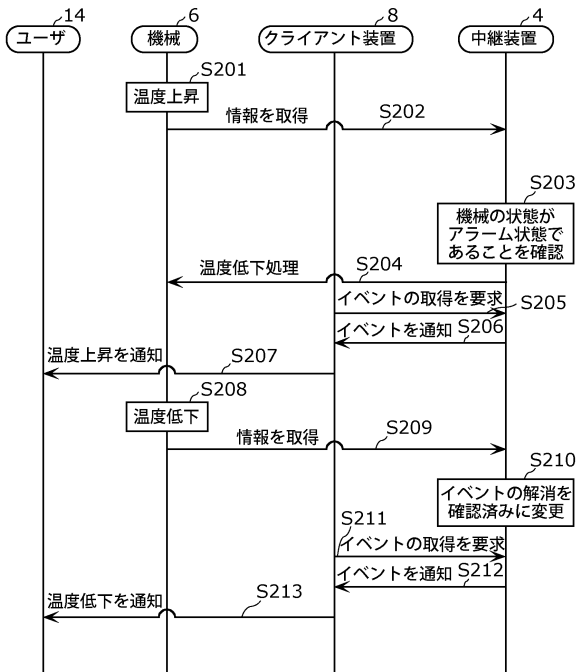 14
6
8
4
ユーザ
機械
クライアント装置
中継装置
S201
温度上昇
情報を取得
S202
S203
機械の状態が
アラーム状態で
あることを確認
温度低下処理
S204
イベントの取得を要求
S205
イベントを通知
S206
温度上昇を通知
S207
S208
温度低下
情報を取得
S209
S210
イベントの解消を
確認済みに変更
S211
イベントの取得を要求
イベントを通知
S212
温度低下を通知
S213